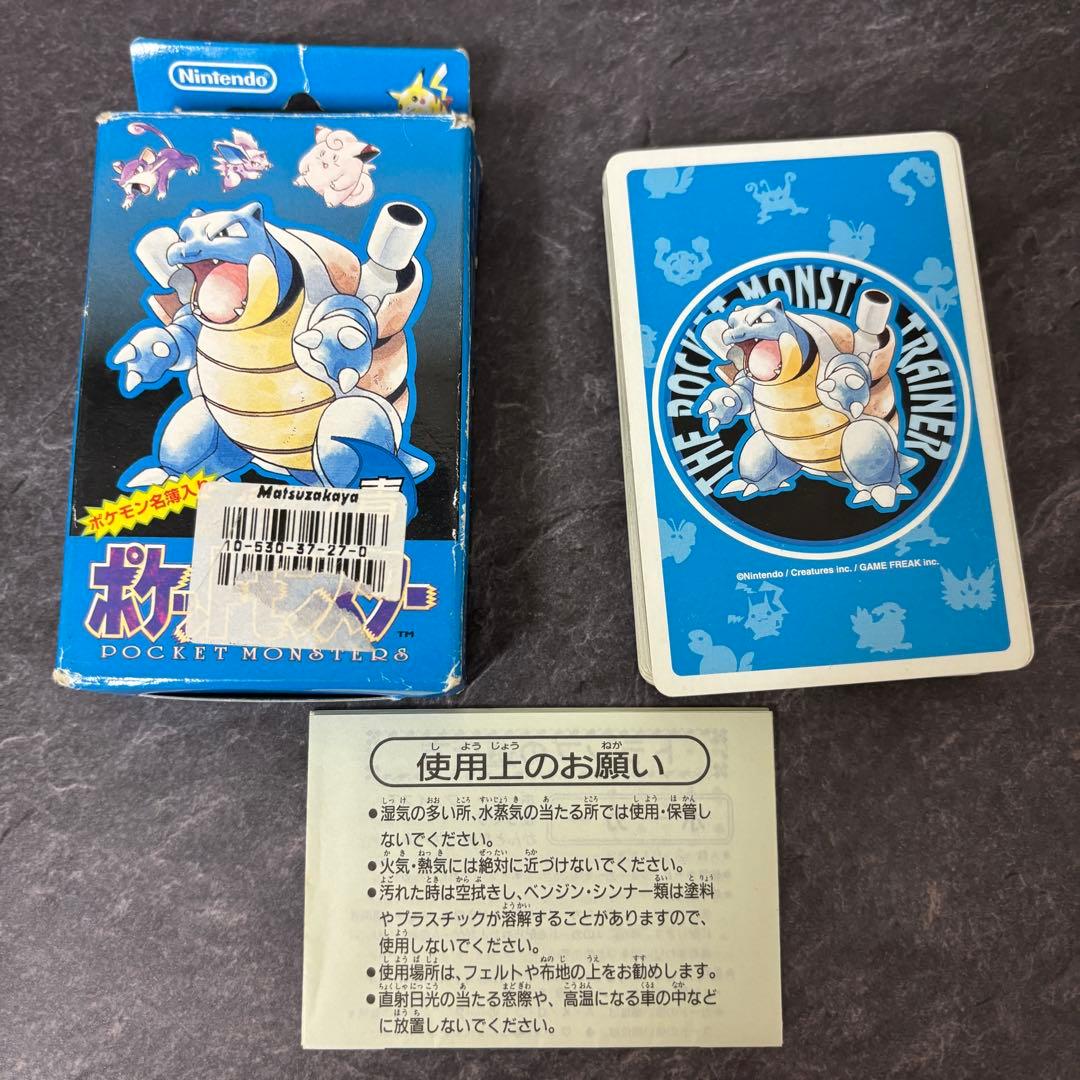 Nintendo
ポケモン名簿入り
Matsuzakaya
10-530-37-27-0
TM
POCKET MONSTERS
THE POCKET MONSTER TRAINER
©Nintendo / Creatures inc. / GAME FREAK inc.
使用上のお願い
●湿気の多い所、水蒸気の当たる所では使用・保管し
ないでください。
●火気・熱気には絶対に近づけないでください。
●汚れた時は空拭きし、ベンジン・シンナー類は塗料
やプラスチックが溶解することがありますので、
使用しないでください。
●使用場所は、フェルトや布地の上をお勧めします。
●直射日光の当たる窓際や、高温になる車の中など
に放置しないでください。